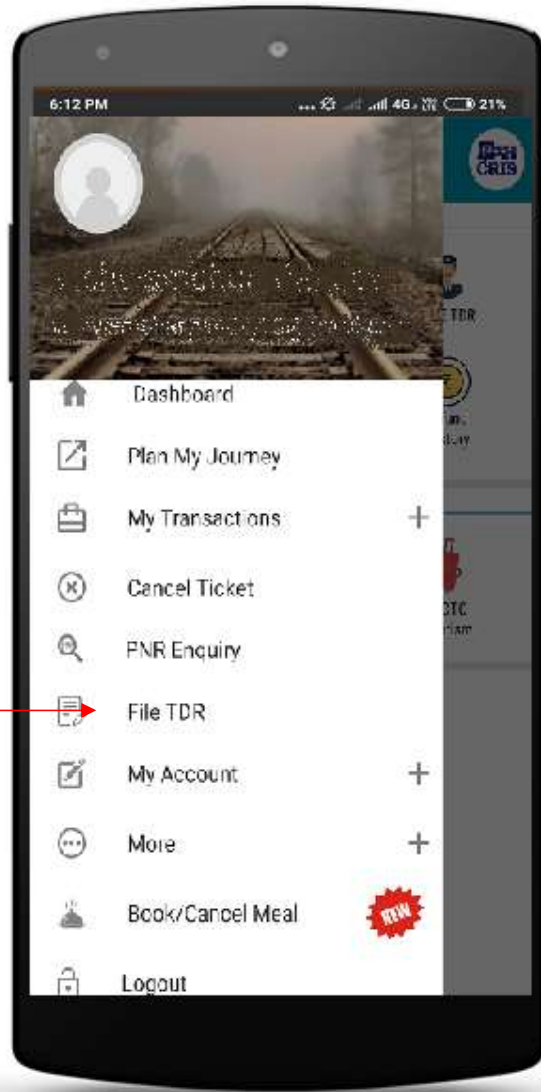 6:12 PM
... 4G 21%
CRIS
TDR
Dashboard
Plan My Journey
My Transactions +
Cancel Ticket
PNR Enquiry
File TDR
My Account +
More +
Book/Cancel Meal NEW
Logout